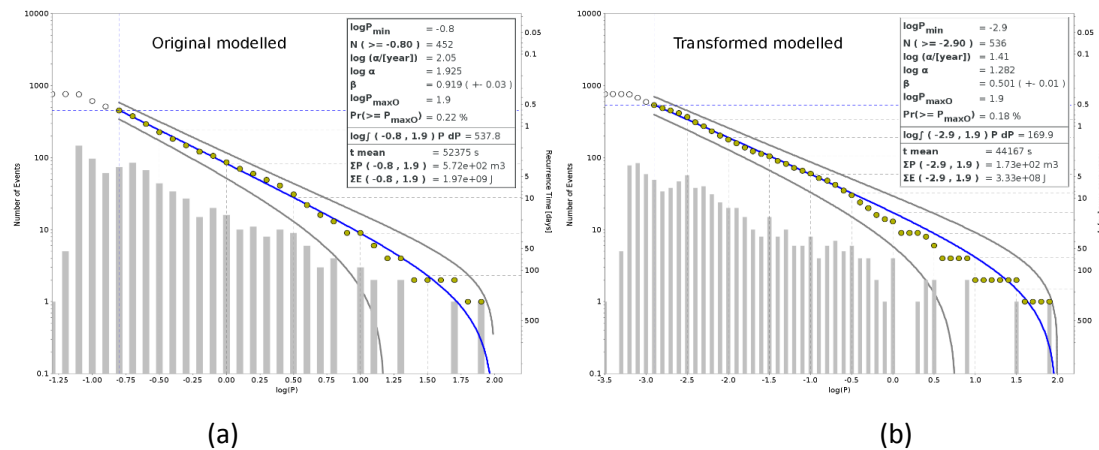 Original modelled
logPmin = -0.8
N ( >= -0.80) = 452
log (α/[year]) = 2.05
log α = 1.925
β = 0.919 ( +- 0.03 )
logPmaxO = 1.9
Pr(>= PmaxO) = 0.22 %
log∫ ( -0.8 , 1.9 ) P dP = 537.8
t mean = 52375 s
ΣP ( -0.8 , 1.9 ) = 5.72e+02 m3
ΣE ( -0.8 , 1.9 ) = 1.97e+09 J
Number of Events
10000
1000
100
10
1
0.1
-1.25 -1.00 -0.75 -0.50 -0.25 0.00 0.25 0.50 0.75 1.00 1.25 1.50 1.75 2.00
log(P)
0.05
0.1
0.5
1
5
10
50
100
500
Recurrence Time [days]
(a)
Transformed modelled
logPmin = -2.9
N ( >= -2.90) = 536
log (α/[year]) = 1.41
log α = 1.282
β = 0.501 ( +- 0.01 )
logPmaxO = 1.9
Pr(>= PmaxO) = 0.18 %
log∫ ( -2.9 , 1.9 ) P dP = 169.9
t mean = 44167 s
ΣP ( -2.9 , 1.9 ) = 1.73e+02 m3
ΣE ( -2.9 , 1.9 ) = 3.33e+08 J
Number of Events
10000
1000
100
10
1
0.1
-3.5 -3.0 -2.5 -2.0 -1.5 -1.0 -0.5 0.0 0.5 1.0 1.5 2.0
log(P)
0.05
0.1
0.5
1
5
10
50
100
500
(b)